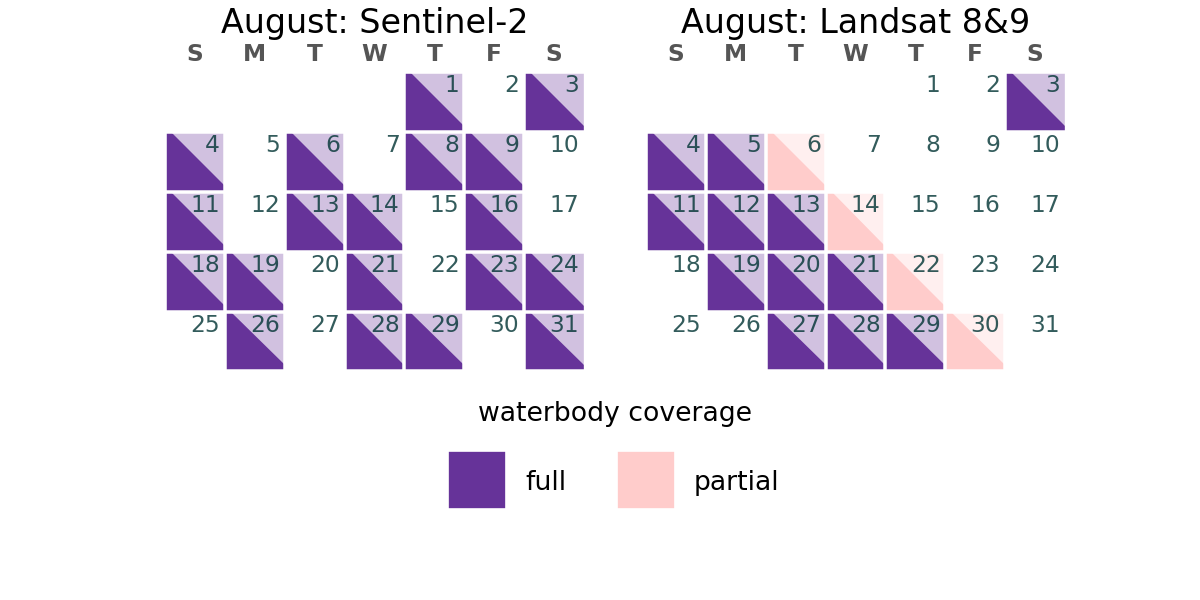 August: Sentinel-2
S M T W T F S
1 2 3
4 5 6 7 8 9 10
11 12 13 14 15 16 17
18 19 20 21 22 23 24
25 26 27 28 29 30 31
August: Landsat 8&9
S M T W T F S
1 2 3
4 5 6 7 8 9 10
11 12 13 14 15 16 17
18 19 20 21 22 23 24
25 26 27 28 29 30 31
waterbody coverage
full
partial